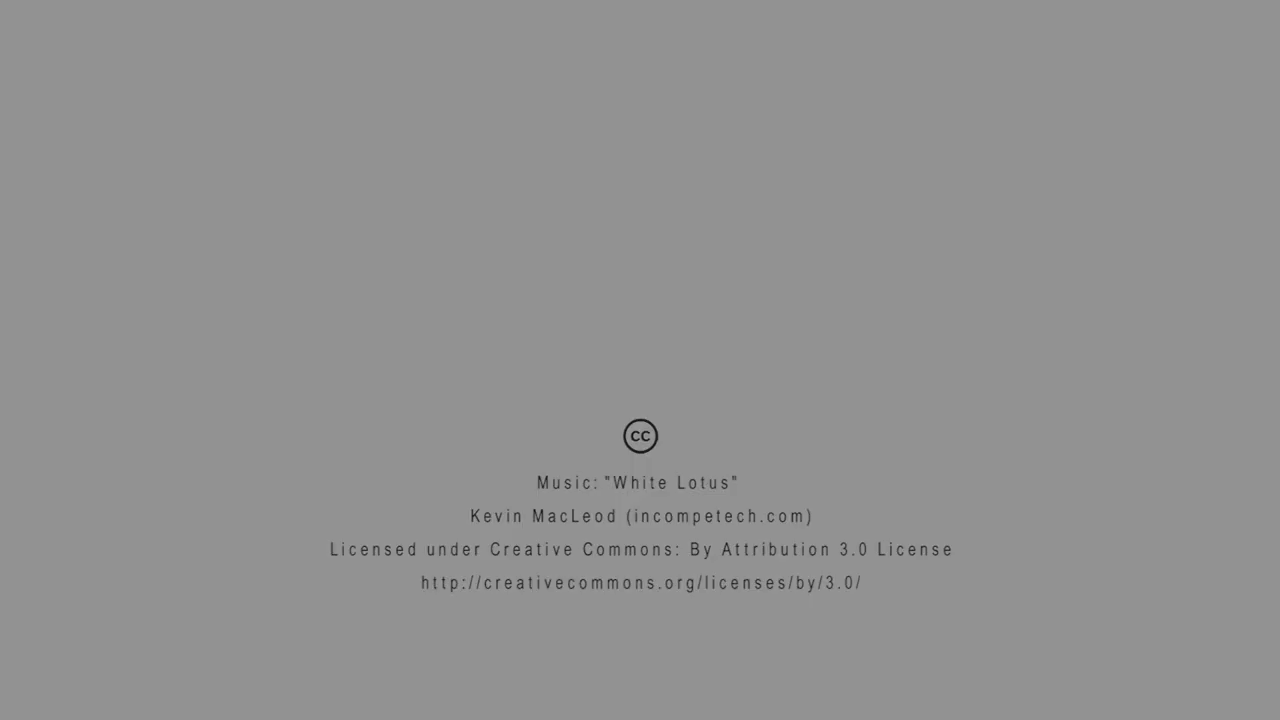 cc
Music: "White Lotus"
Kevin MacLeod (incompetech.com)
Licensed under Creative Commons: By Attribution 3.0 License
http://creativecommons.org/licenses/by/3.0/